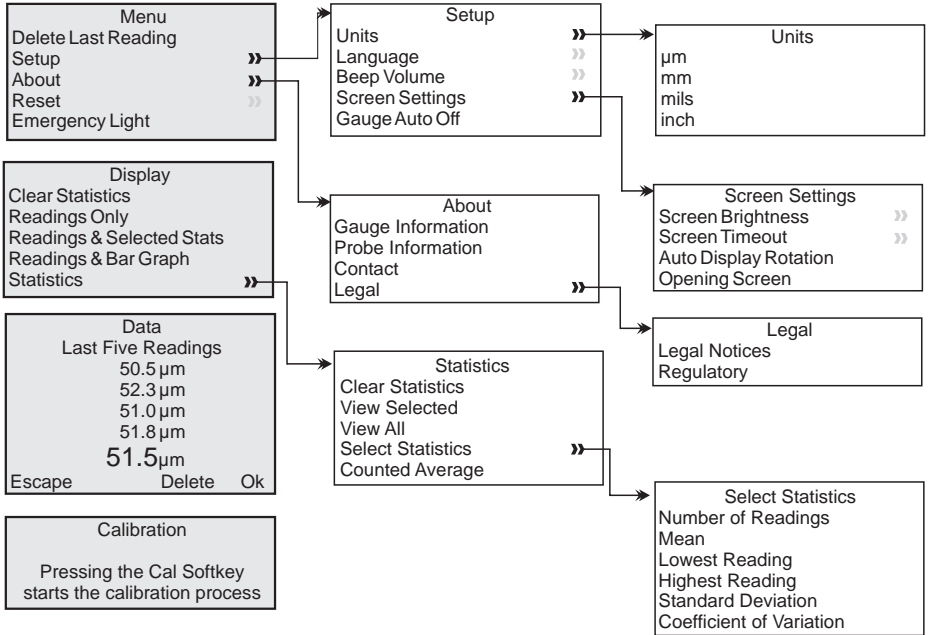 Menu
Delete Last Reading
Setup »
About »
Reset »
Emergency Light
Display
Clear Statistics
Readings Only
Readings & Selected Stats
Readings & Bar Graph
Statistics »
Data
Last Five Readings
50.5 µm
52.3 µm
51.0 µm
51.8 µm
51.5µm
Escape Delete Ok
Calibration
Pressing the Cal Softkey
starts the calibration process
Setup
Units »
Language »
Beep Volume »
Screen Settings »
Gauge Auto Off
About
Gauge Information
Probe Information
Contact
Legal »
Statistics
Clear Statistics
View Selected
View All
Select Statistics »
Counted Average
Units
µm
mm
mils
inch
Screen Settings
Screen Brightness »
Screen Timeout »
Auto Display Rotation
Opening Screen
Legal
Legal Notices
Regulatory
Select Statistics
Number of Readings
Mean
Lowest Reading
Highest Reading
Standard Deviation
Coefficient of Variation